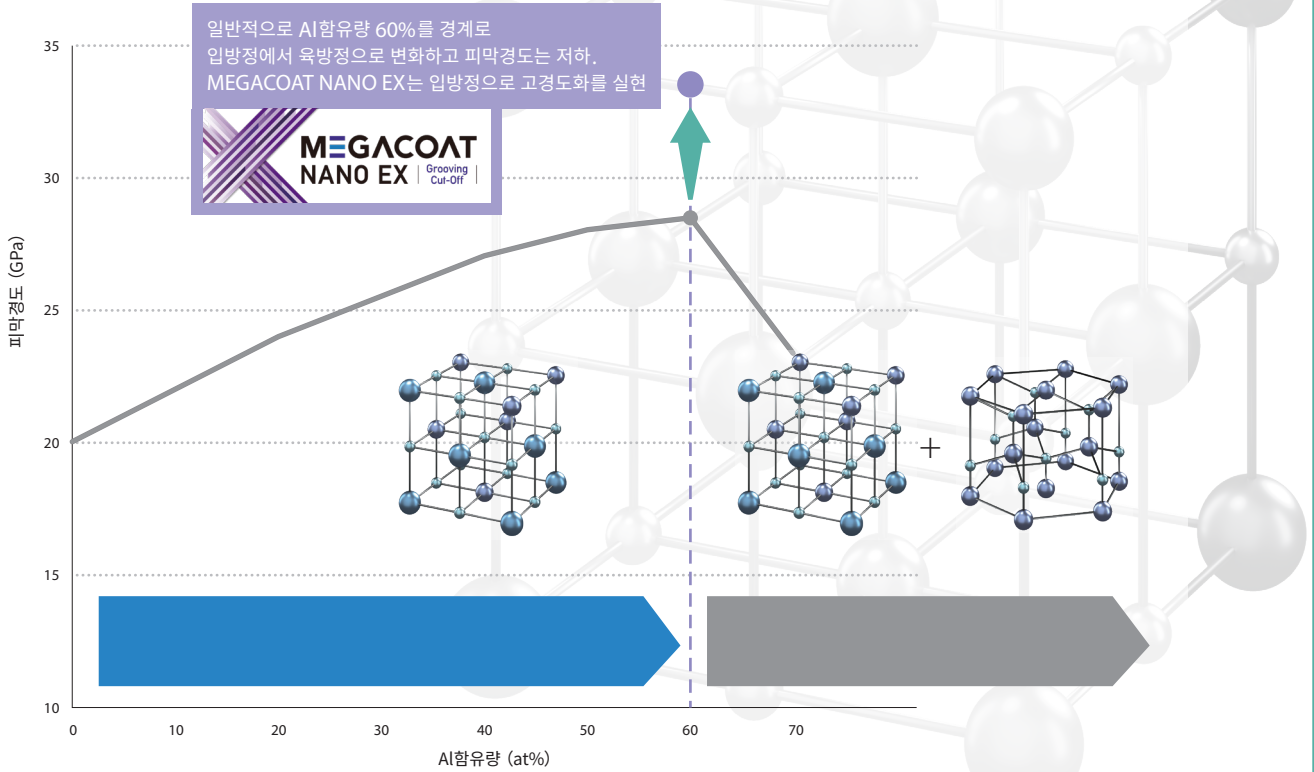 일반적으로 Al함유량 60%를 경계로
입방정에서 육방정으로 변화하고 피막경도는 저하.
MEGACOAT NANO EX는 입방정으로 고경도화를 실현
MEGACOAT
NANO EX
Grooving
Cut-Off
피막경도 (GPa)
35
30
25
20
15
10
+
0 10 20 30 40 50 60 70
Al함유량 (at%)